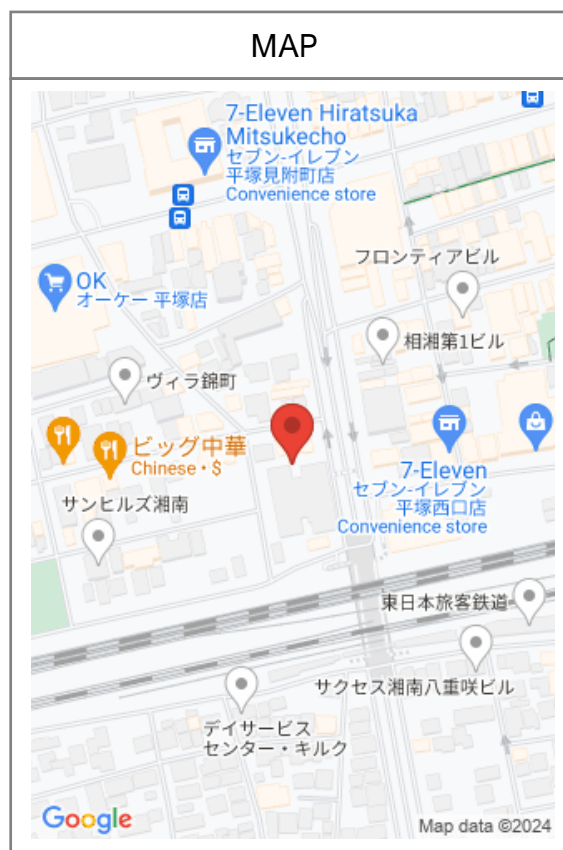 MAP
7-Eleven Hiratsuka
Mitsukecho
セブン-イレブン
平塚見附町店
Convenience store
フロンティアビル
OK
オーケー 平塚店
相湘第1ビル
ヴィラ錦町
ビッグ中華
Chinese • $
7-Eleven
セブン-イレブン
平塚西口店
Convenience store
サンヒルズ湘南
東日本旅客鉄道
サクセス湘南八重咲ビル
デイサービス
センター・キルク
Google
Map data ©2024